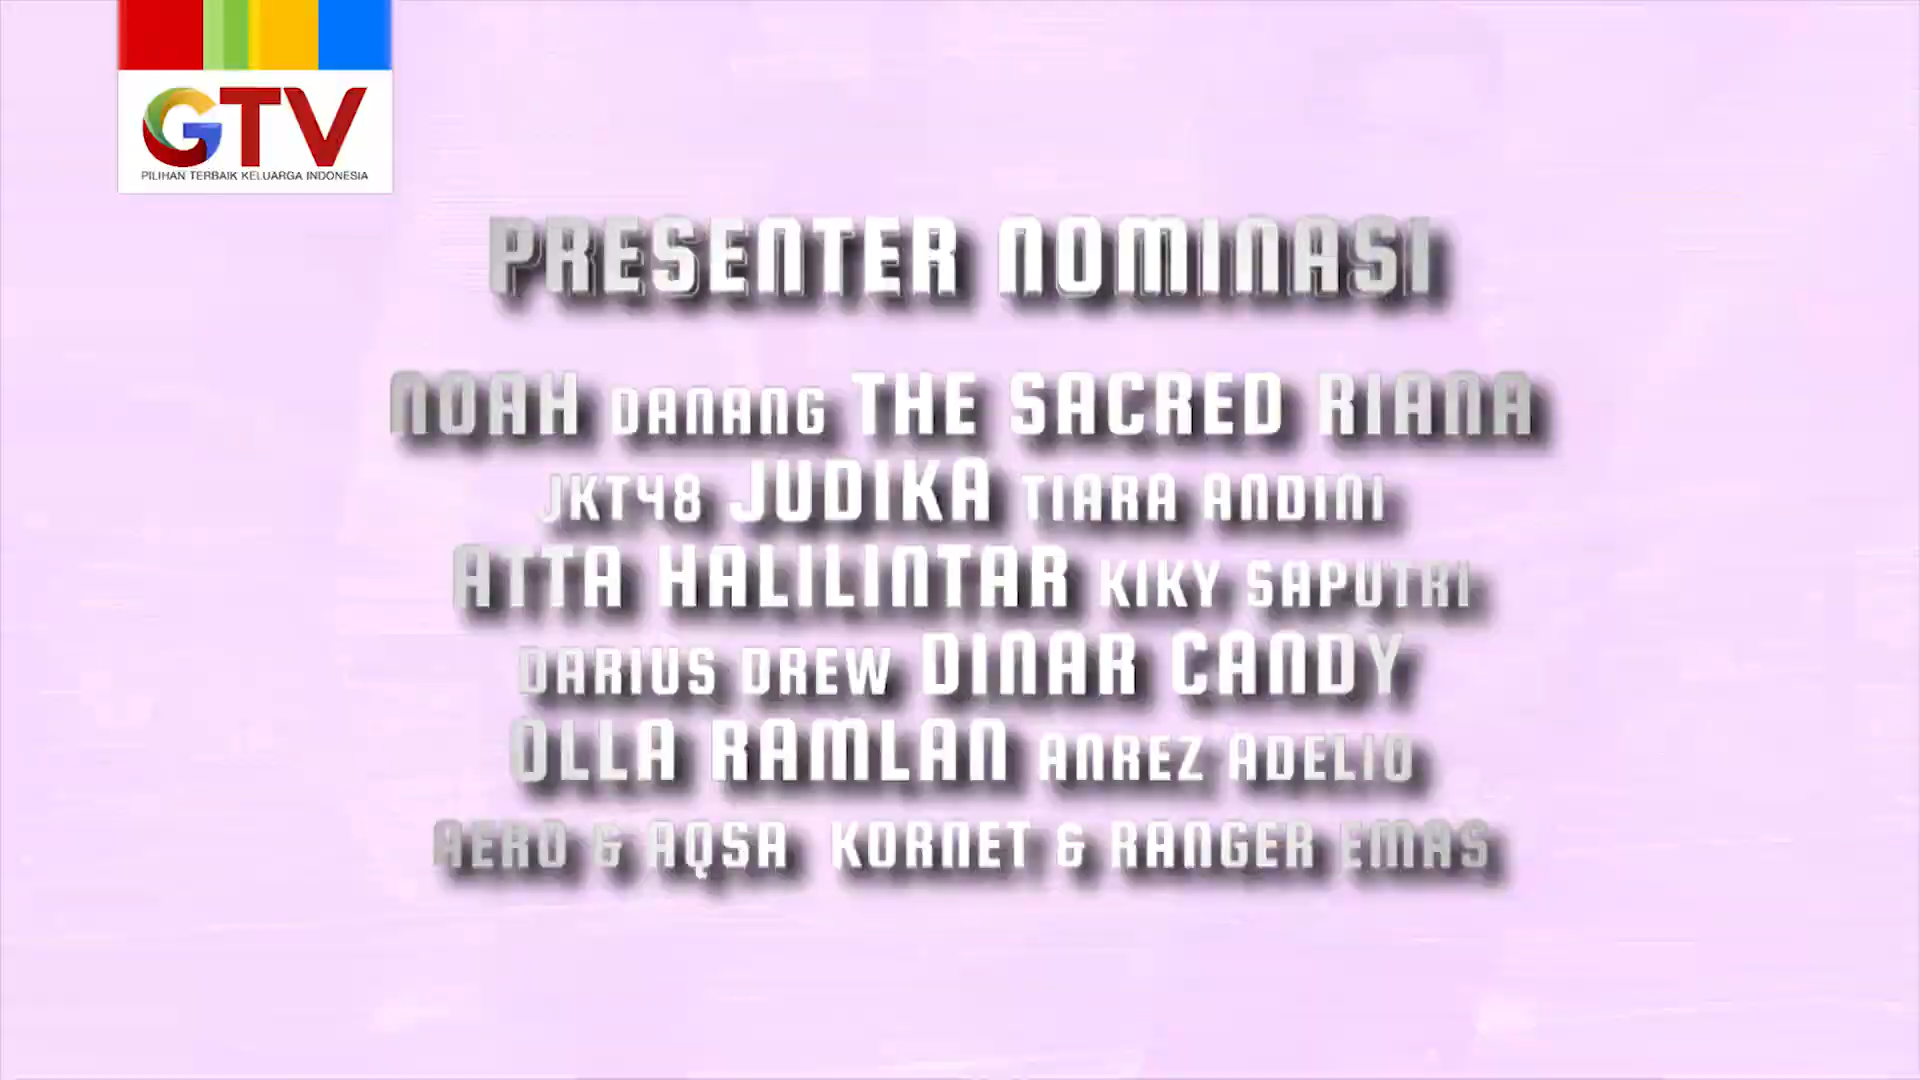 GTV
PILIHAN TERBAIK KELUARGA INDONESIA
PRESENTER NOMINASI
NOAH DANANG THE SACRED RIANA
JKT48 JUDIKA TIARA ANDINI
ATTA HALILINTAR KIKY SAPUTRI
DARIUS DREW DINAR CANDY
OLLA RAMLAN ANREZ ADELIO
AERO & AQSA KORNET & RANGER EMAS